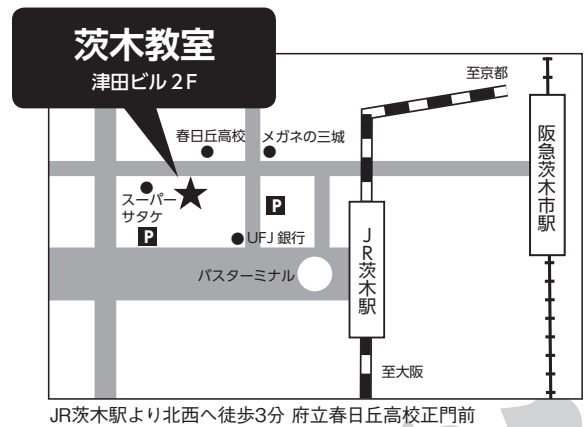 茨木教室
津田ビル2F
至京都
春日丘高校
メガネの三城
阪急茨木市駅
スーパー
サタケ
P
P
UFJ銀行
JR茨木駅
バスターミナル
至大阪
JR茨木駅より北西へ徒歩3分 府立春日丘高校正門前